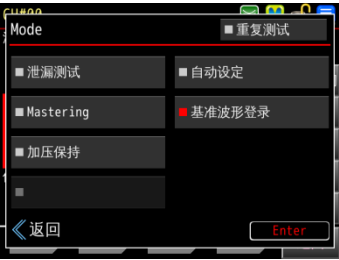 CH#00
Mode
重复测试
泄漏测试
自动设定
Mastering
基准波形登录
加压保持
返回
Enter